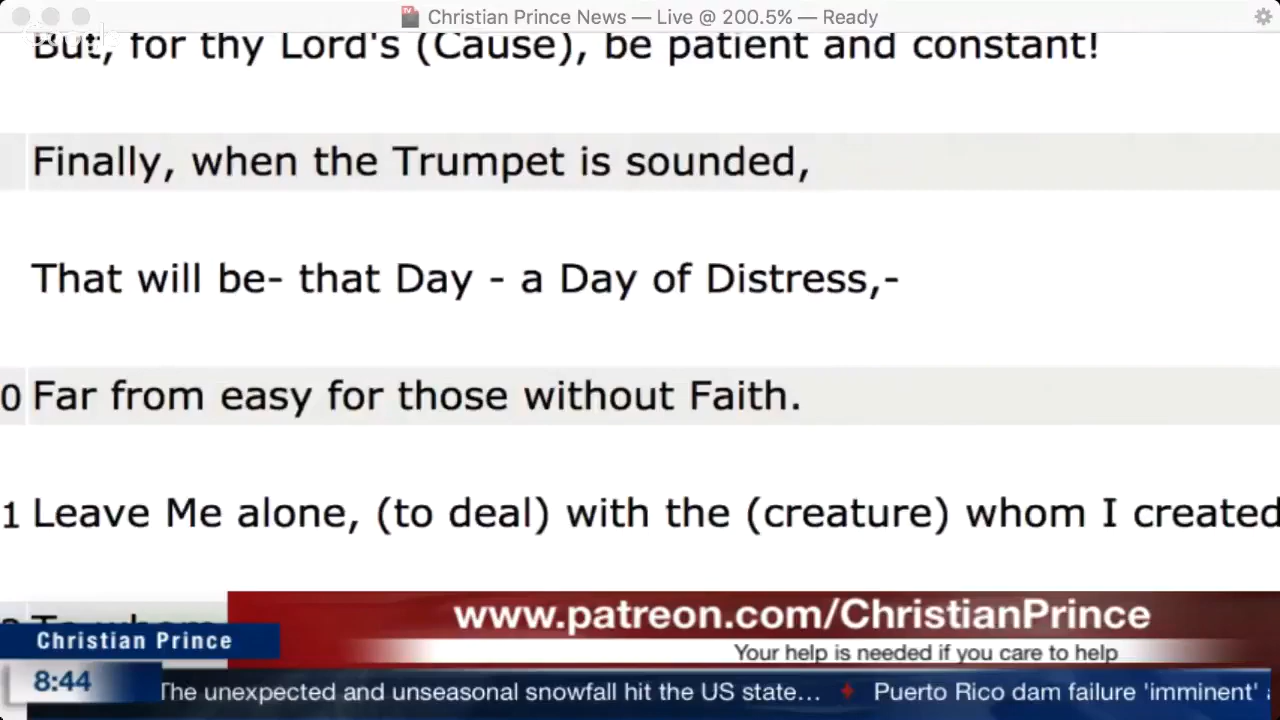 Christian Prince News — Live @ 200.5% — Ready
Google
But, for thy Lord's (Cause), be patient and constant!
Finally, when the Trumpet is sounded,
That will be- that Day - a Day of Distress,-
0 Far from easy for those without Faith.
1 Leave Me alone, (to deal) with the (creature) whom I created
To whom
www.patreon.com/ChristianPrince
Christian Prince
Your help is needed if you care to help
8:44
The unexpected and unseasonal snowfall hit the US state... ♦ Puerto Rico dam failure 'imminent'